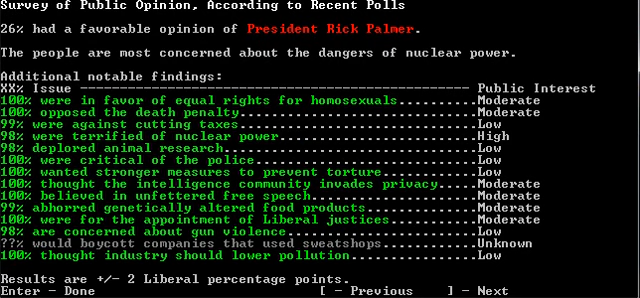 Survey of Public Opinion, According to Recent Polls
26% had a favorable opinion of President Rick Palmer.
The people are most concerned about the dangers of nuclear power.
Additional notable findings:
XX% Issue ------------------------------------------------ Public Interest
100% were in favor of equal rights for homosexuals..........Moderate
100% opposed the death penalty..............................Moderate
99% were against cutting taxes..............................Low
98% were terrified of nuclear power.........................High
98% deplored animal research................................Low
100% were critical of the police............................Low
100% wanted stronger measures to prevent torture............Low
100% thought the intelligence community invades privacy.....Moderate
100% believed in unfettered free speech.....................Moderate
99% abhorred genetically altered food products..............Moderate
100% were for the appointment of Liberal justices...........Moderate
98% are concerned about gun violence........................Low
??% would boycott companies that used sweatshops............Unknown
100% thought industry should lower pollution................Low
Results are +/- 2 Liberal percentage points.
Enter - Done [ - Previous ] - Next